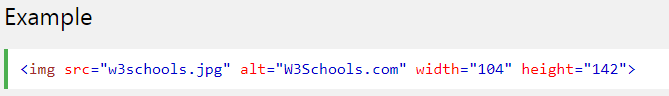 Example
<img src="w3schools.jpg" alt="W3Schools.com" width="104" height="142">